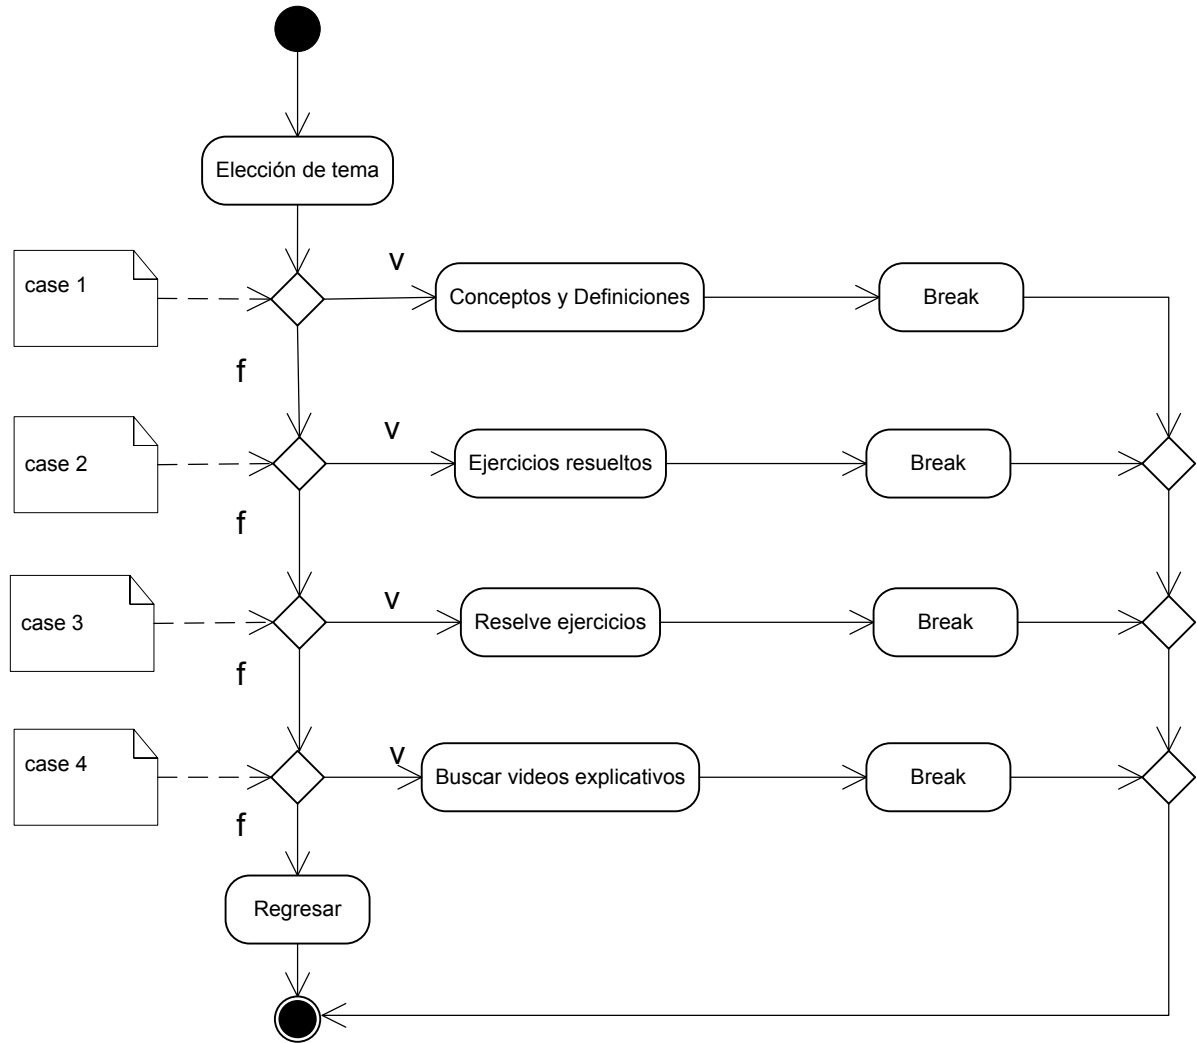 Elección de tema
case 1
v
Conceptos y Definiciones
Break
f
case 2
v
Ejercicios resueltos
Break
f
case 3
v
Reselve ejercicios
Break
f
case 4
v
Buscar videos explicativos
Break
f
Regresar